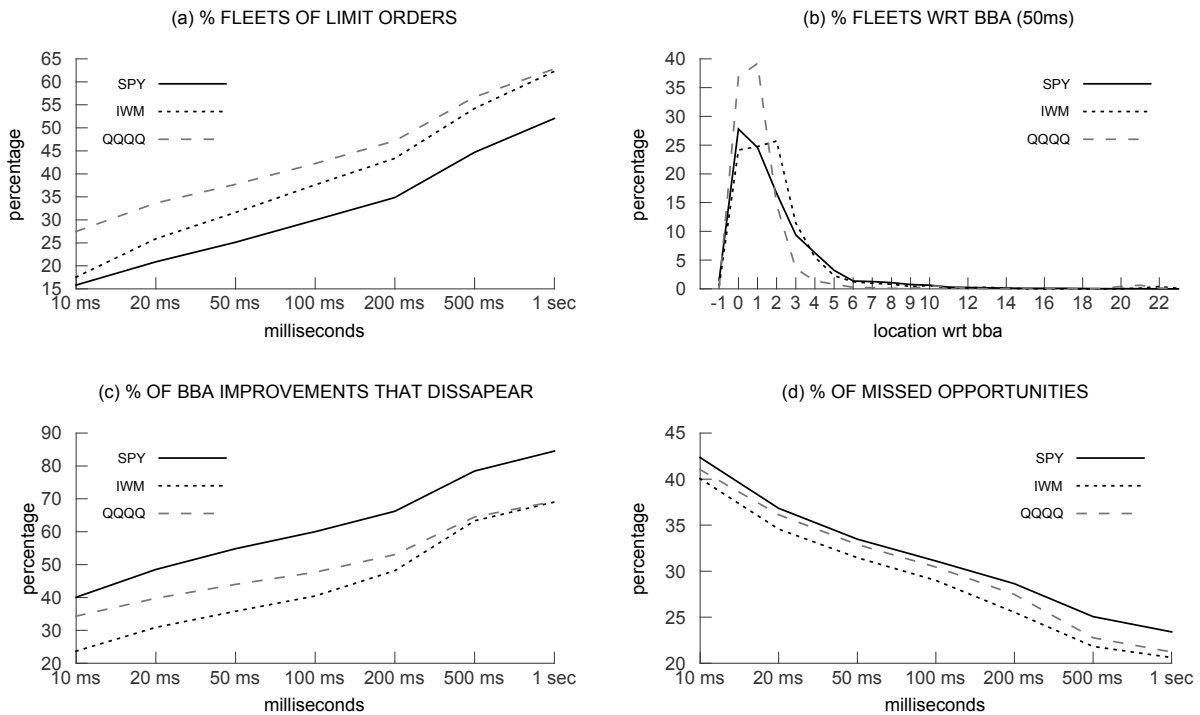 (a) % FLEETS OF LIMIT ORDERS
65
60
55
50
45
40
35
30
25
20
15
percentage
SPY
IWM
QQQQ
10 ms 20 ms 50 ms 100 ms 200 ms 500 ms 1 sec
milliseconds
(b) % FLEETS WRT BBA (50ms)
40
35
30
25
20
15
10
5
0
percentage
SPY
IWM
QQQQ
-1 0 1 2 3 4 5 6 7 8 9 10 12 14 16 18 20 22
location wrt bba
(c) % OF BBA IMPROVEMENTS THAT DISSAPEAR
90
80
70
60
50
40
30
20
percentage
SPY
IWM
QQQQ
10 ms 20 ms 50 ms 100 ms 200 ms 500 ms 1 sec
milliseconds
(d) % OF MISSED OPPORTUNITIES
45
40
35
30
25
20
percentage
SPY
IWM
QQQQ
10 ms 20 ms 50 ms 100 ms 200 ms 500 ms 1 sec
milliseconds